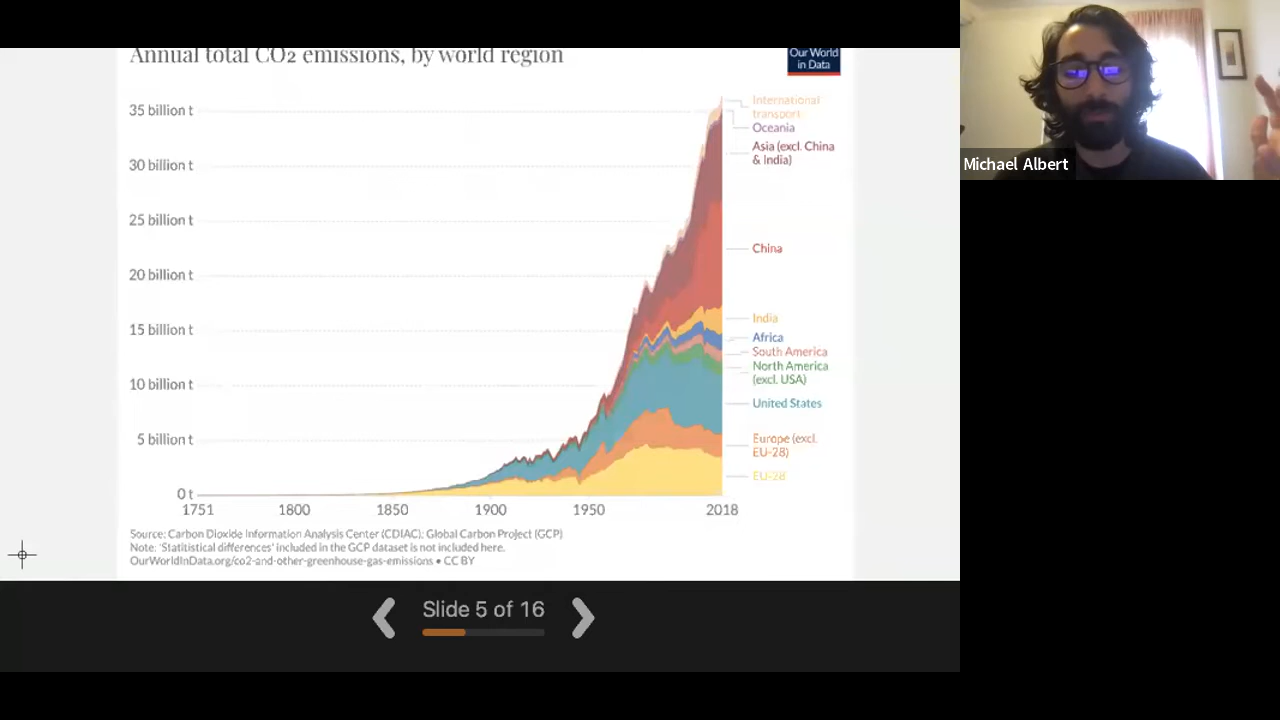 Annual total CO₂ emissions, by world region
Our World
in Data
35 billion t
30 billion t
25 billion t
20 billion t
15 billion t
10 billion t
5 billion t
0 t
1751
1800
1850
1900
1950
2018
International
transport
Oceania
Asia (excl. China
& India)
China
India
Africa
South America
North America
(excl. USA)
United States
Europe (excl.
EU-28)
EU-28
Source: Carbon Dioxide Information Analysis Center (CDIAC); Global Carbon Project (GCP)
Note: 'Statitistical differences' included in the GCP dataset is not included here.
OurWorldInData.org/co2-and-other-greenhouse-gas-emissions • CC BY
Slide 5 of 16
Michael Albert